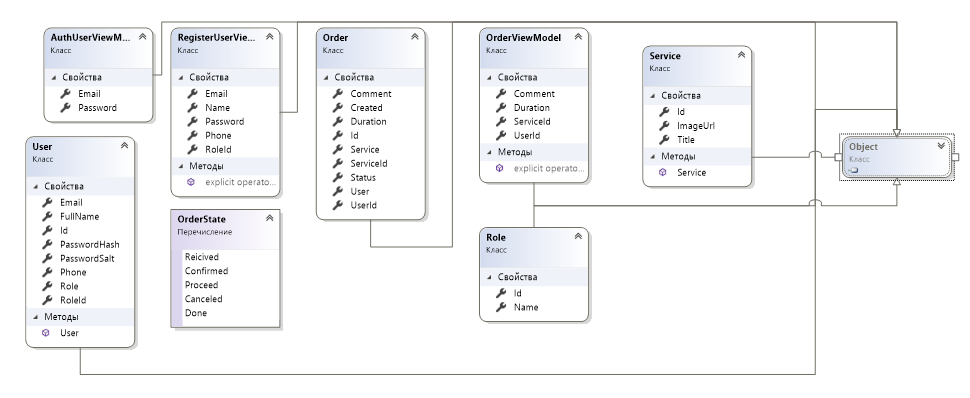 AuthUserViewM...
Класс
Свойства
Email
Password
RegisterUserVie...
Класс
Свойства
Email
Name
Password
Phone
RoleId
Методы
explicit operato...
Order
Класс
Свойства
Comment
Created
Duration
Id
Service
ServiceId
Status
User
UserId
OrderViewModel
Класс
Свойства
Comment
Duration
ServiceId
UserId
Методы
explicit operato...
Service
Класс
Свойства
Id
ImageUrl
Title
Методы
Service
Object
Класс
User
Класс
Свойства
Email
FullName
Id
PasswordHash
PasswordSalt
Phone
Role
RoleId
Методы
User
OrderState
Перечисление
Reicived
Confirmed
Proceed
Canceled
Done
Role
Класс
Свойства
Id
Name